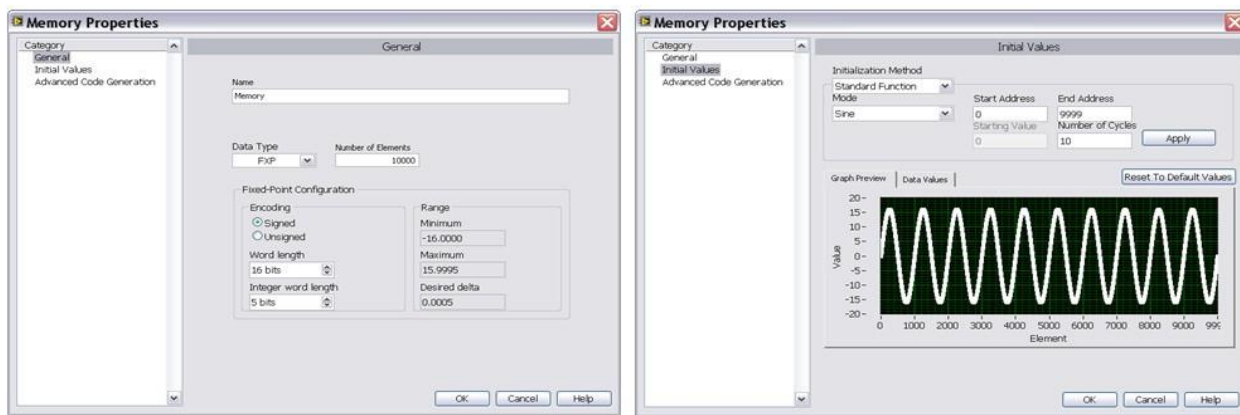 Memory Properties
Category
General
Initial Values
Advanced Code Generation
General
Name
Memory
Data Type
Number of Elements
FXP
10000
Fixed-Point Configuration
Encoding
Signed
Unsigned
Word length
16 bits
Integer word length
5 bits
Range
Minimum
-16.0000
Maximum
15.9995
Desired delta
0.0005
OK
Cancel
Help
Memory Properties
Category
General
Initial Values
Advanced Code Generation
Initial Values
Initialization Method
Standard Function
Mode
Sine
Start Address
0
End Address
9999
Starting Value
0
Number of Cycles
10
Apply
Graph Preview
Data Values
Reset To Default Values
Value
20
15
10
5
0
-5
-10
-15
-20
0 1000 2000 3000 4000 5000 6000 7000 8000 9000 999
Element
OK
Cancel
Help